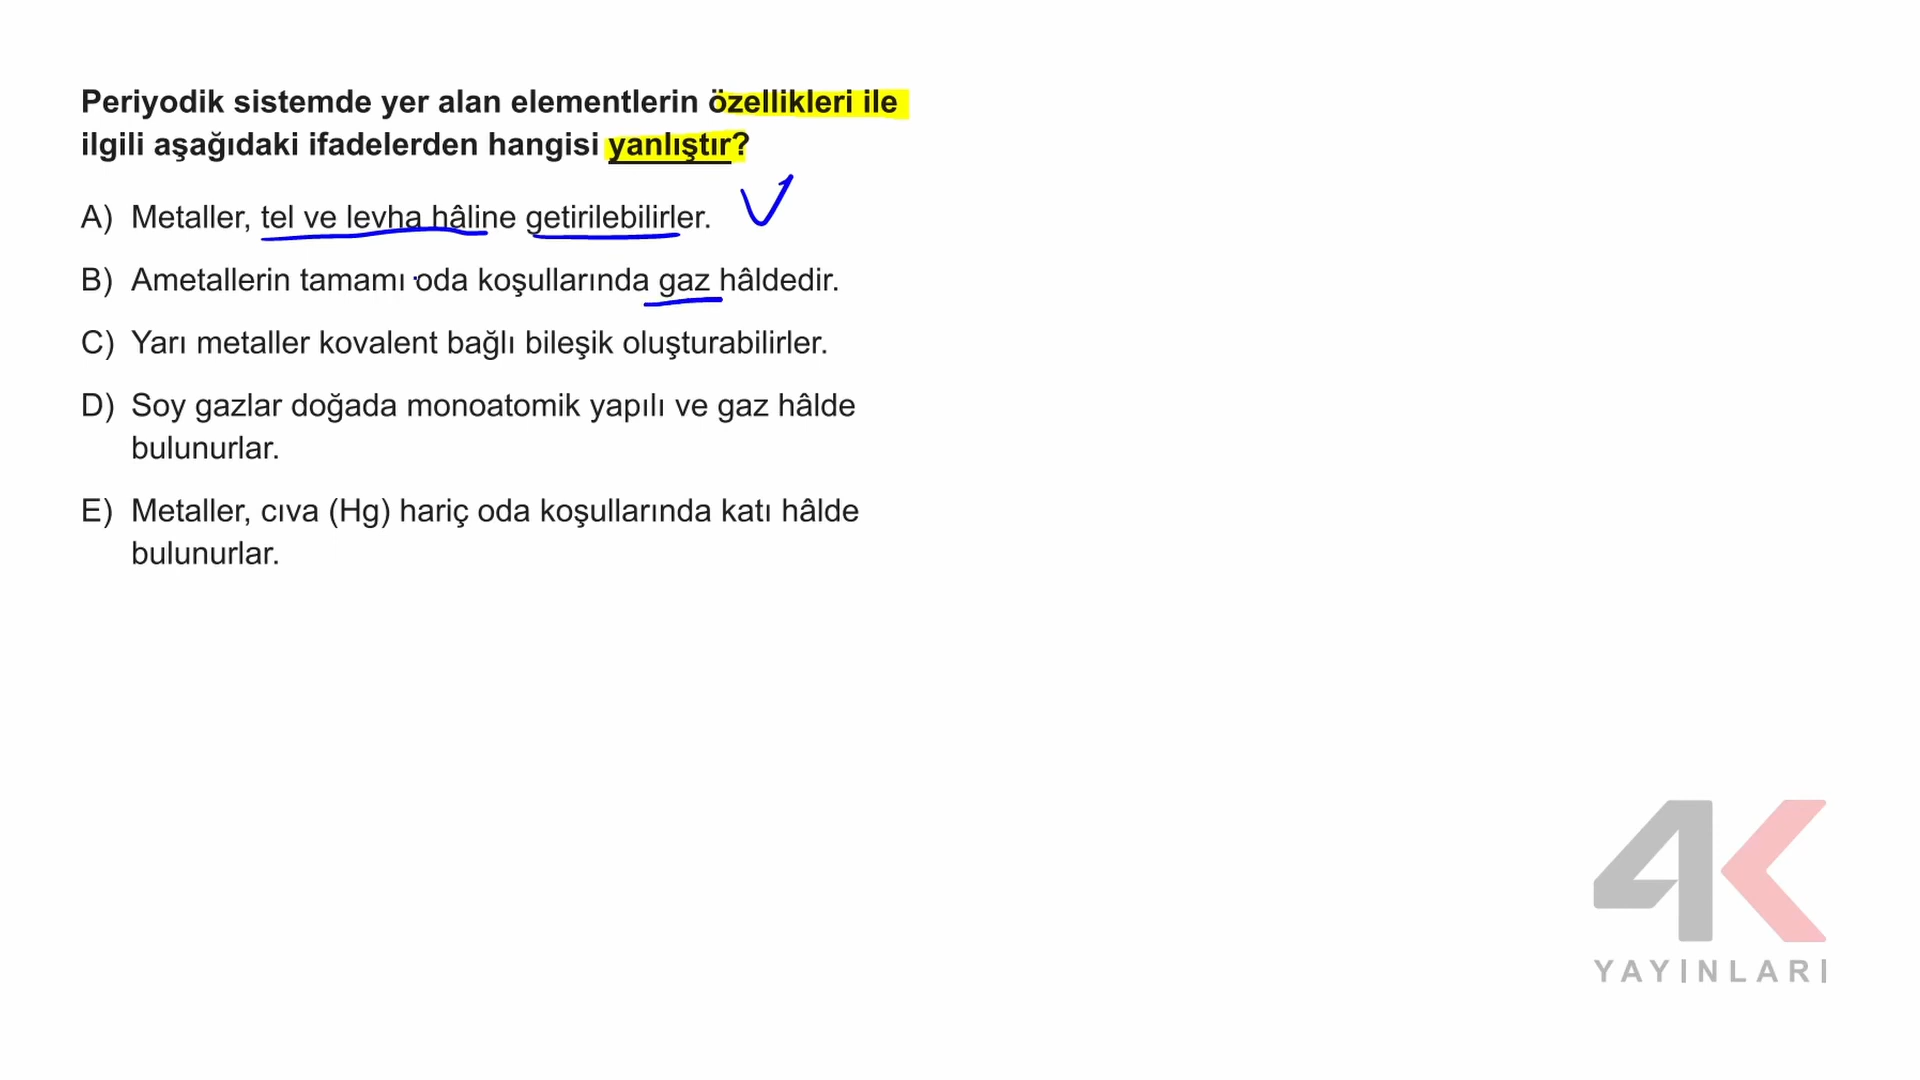 Periyodik sistemde yer alan elementlerin özellikleri ile
ilgili aşağıdaki ifadelerden hangisi yanlıştır?
A) Metaller, tel ve levha hâline getirilebilirler.
B) Ametallerin tamamı oda koşullarında gaz hâldedir.
C) Yarı metaller kovalent bağlı bileşik oluşturabilirler.
D) Soy gazlar doğada monoatomik yapılı ve gaz hâlde
bulunurlar.
E) Metaller, cıva (Hg) hariç oda koşullarında katı hâlde
bulunurlar.
4K
YAYINLARI